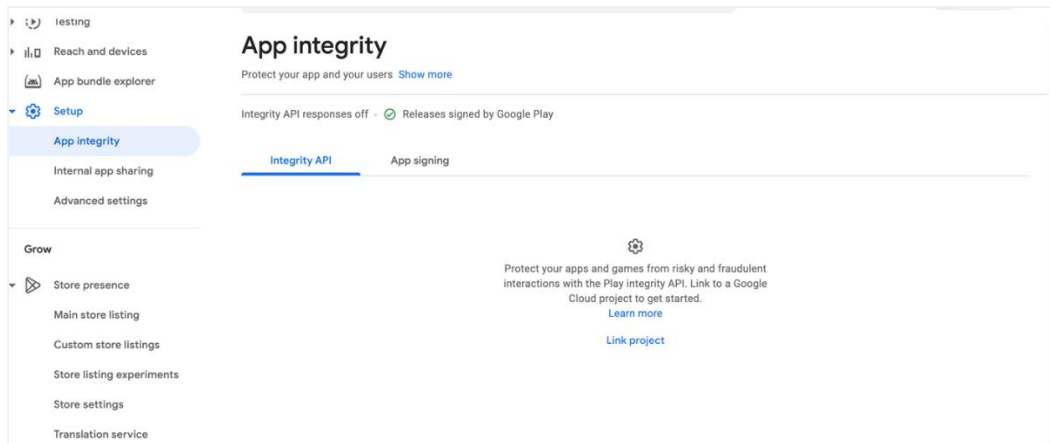 Testing
Reach and devices
App bundle explorer
Setup
App integrity
Internal app sharing
Advanced settings
Grow
Store presence
Main store listing
Custom store listings
Store listing experiments
Store settings
Translation service
App integrity
Protect your app and your users Show more
Integrity API responses off • Releases signed by Google Play
Integrity API App signing
Protect your apps and games from risky and fraudulent
interactions with the Play integrity API. Link to a Google
Cloud project to get started.
Learn more
Link project